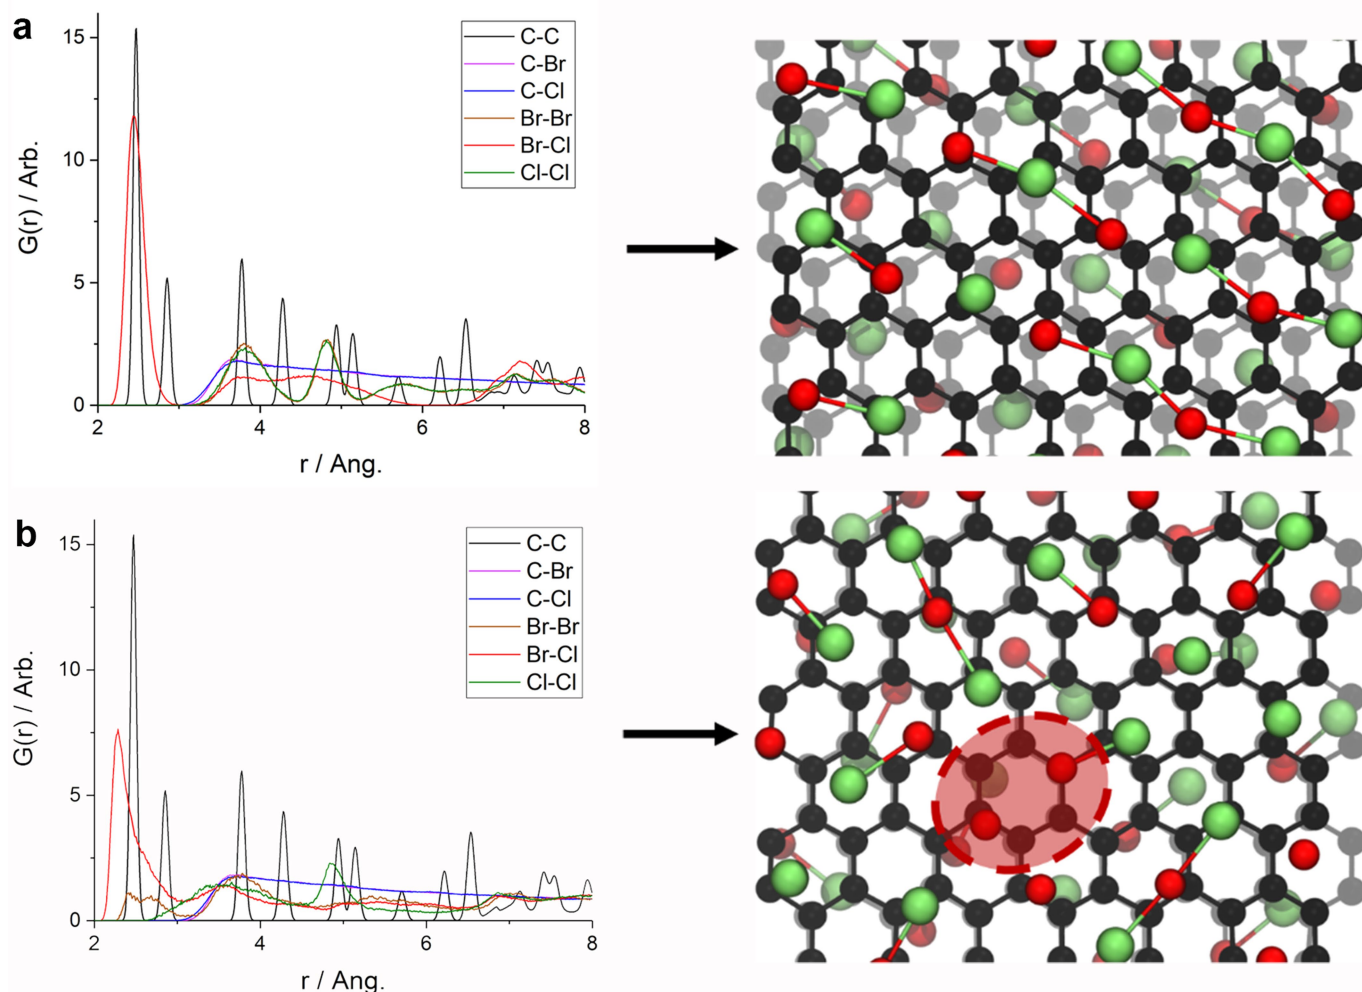 a
15
10
5
0
G(r) / Arb.
C-C
C-Br
C-Cl
Br-Br
Br-Cl
Cl-Cl
2 4 6 8
r / Ang.
b
15
10
5
0
G(r) / Arb.
C-C
C-Br
C-Cl
Br-Br
Br-Cl
Cl-Cl
2 4 6 8
r / Ang.